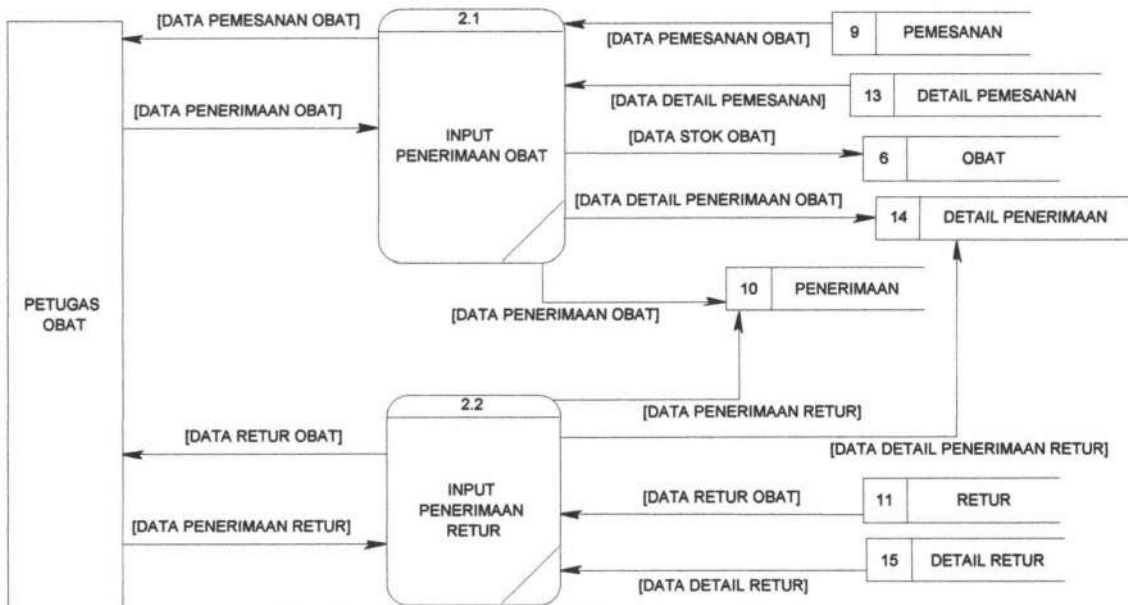 [DATA PEMESANAN OBAT]
2.1
[DATA PEMESANAN OBAT]
9 PEMESANAN
[DATA PENERIMAAN OBAT]
[DATA DETAIL PEMESANAN]
13 DETAIL PEMESANAN
INPUT
PENERIMAAN OBAT
[DATA STOK OBAT]
6 OBAT
[DATA DETAIL PENERIMAAN OBAT]
14 DETAIL PENERIMAAN
PETUGAS
OBAT
10 PENERIMAAN
[DATA PENERIMAAN OBAT]
2.2
[DATA PENERIMAAN RETUR]
[DATA RETUR OBAT]
[DATA DETAIL PENERIMAAN RETUR]
INPUT
PENERIMAAN
RETUR
[DATA RETUR OBAT]
11 RETUR
[DATA PENERIMAAN RETUR]
15 DETAIL RETUR
[DATA DETAIL RETUR]